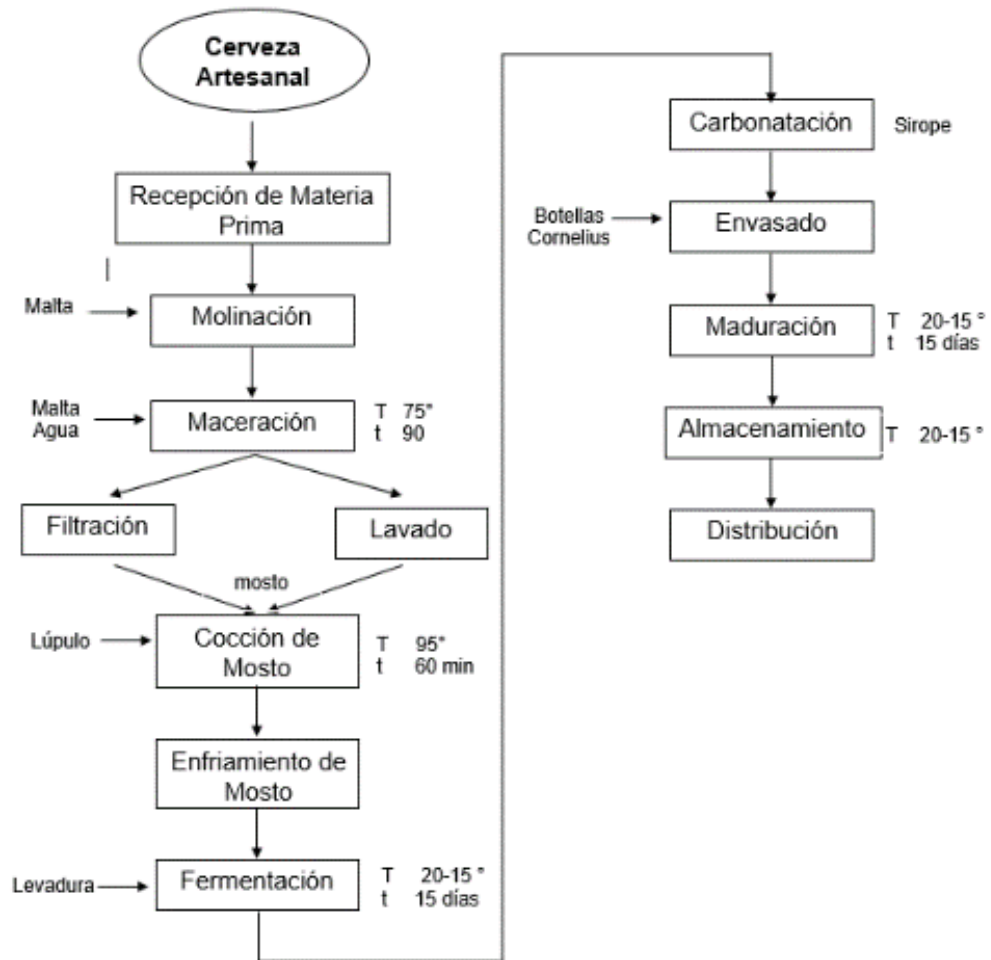 Cerveza
Artesanal
Recepción de Materia
Prima
Malta
Molinación
Malta
Agua
Maceración
T 75°
t 90
Filtración
Lavado
mosto
Lúpulo
Cocción de
Mosto
T 95°
t 60 min
Enfriamiento de
Mosto
Levadura
Fermentación
T 20-15 °
t 15 días
Carbonatación
Sirope
Botellas
Cornelius
Envasado
Maduración
T 20-15 °
t 15 días
Almacenamiento
T 20-15 °
Distribución